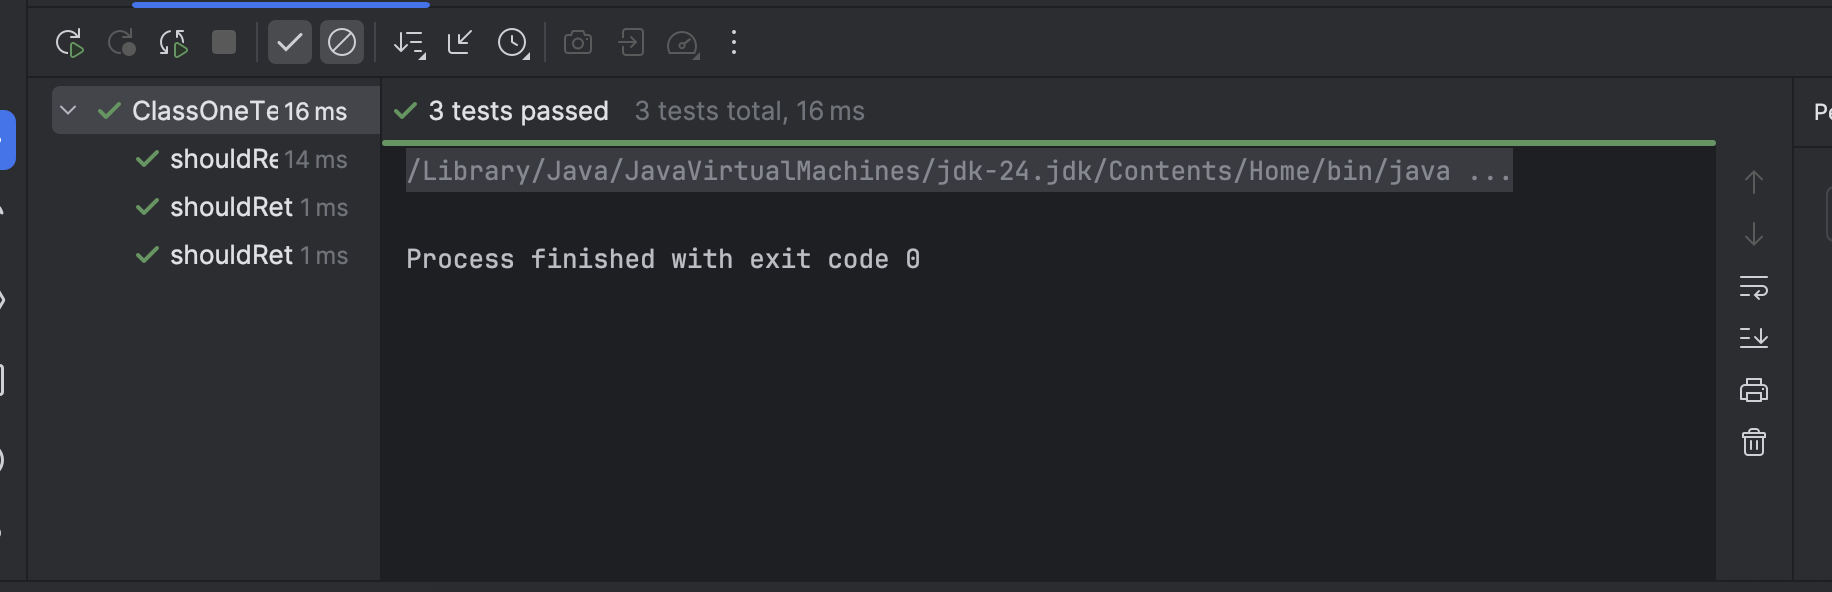 ClassOneTe 16 ms
shouldRe 14 ms
shouldRet 1 ms
shouldRet 1 ms
3 tests passed 3 tests total, 16 ms
/Library/Java/JavaVirtualMachines/jdk-24.jdk/Contents/Home/bin/java ...
Process finished with exit code 0
Pe